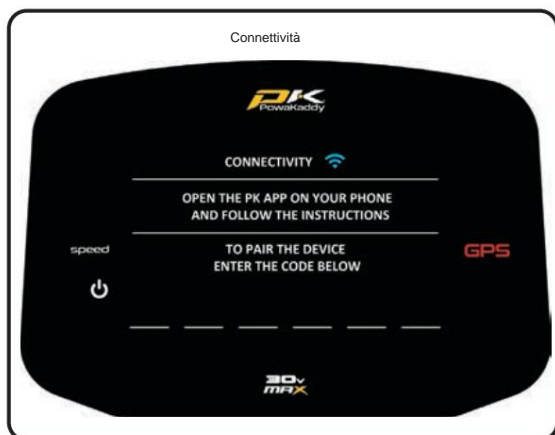 Connettività
PK
PowaKaddy
CONNECTIVITY
OPEN THE PK APP ON YOUR PHONE
AND FOLLOW THE INSTRUCTIONS
speed
TO PAIR THE DEVICE
ENTER THE CODE BELOW
GPS
30v
MAX